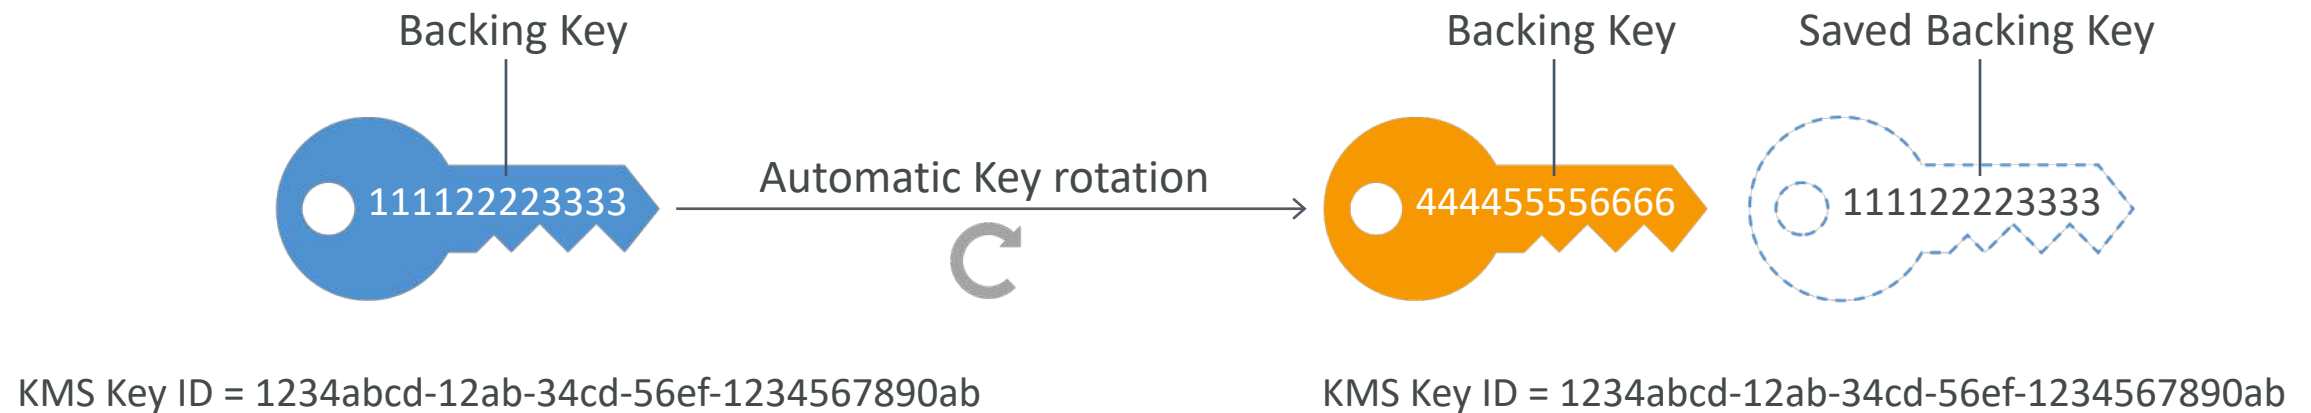 Backing Key
Backing Key
Saved Backing Key
111122223333
Automatic Key rotation
444455556666
111122223333
KMS Key ID = 1234abcd-12ab-34cd-56ef-1234567890ab
KMS Key ID = 1234abcd-12ab-34cd-56ef-1234567890ab